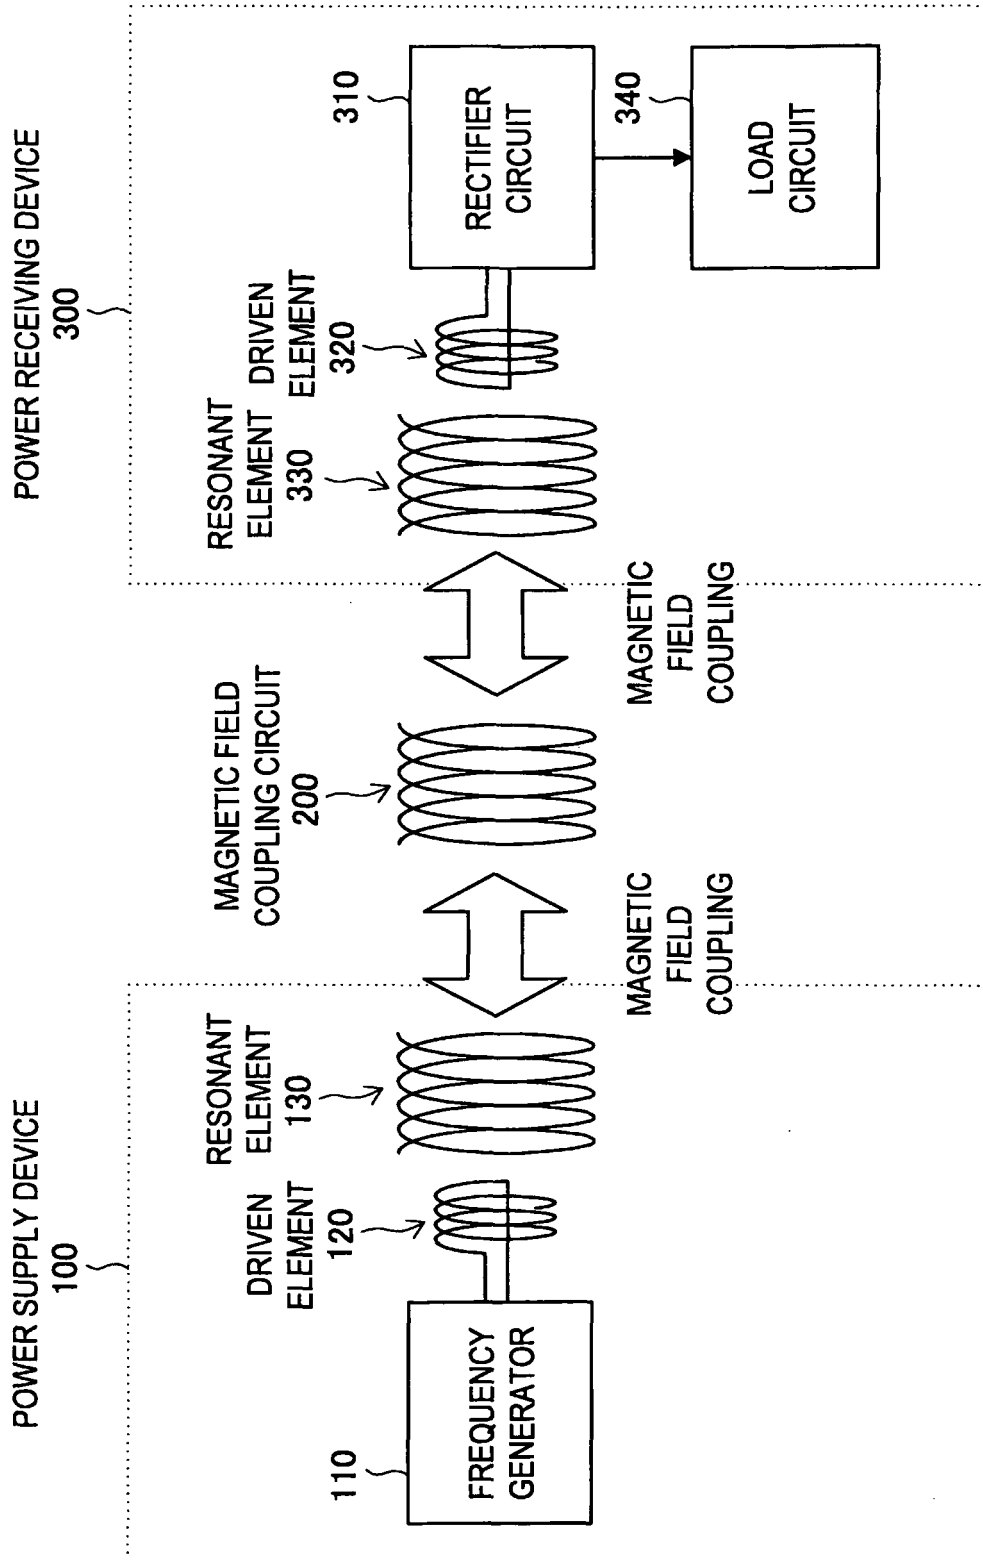 POWER SUPPLY DEVICE
100
POWER RECEIVING DEVICE
300
MAGNETIC FIELD
COUPLING CIRCUIT
200
RESONANT
ELEMENT
130
RESONANT
ELEMENT
330
DRIVEN
ELEMENT
120
DRIVEN
ELEMENT
320
110
FREQUENCY
GENERATOR
310
RECTIFIER
CIRCUIT
MAGNETIC
FIELD
COUPLING
MAGNETIC
FIELD
COUPLING
340
LOAD
CIRCUIT